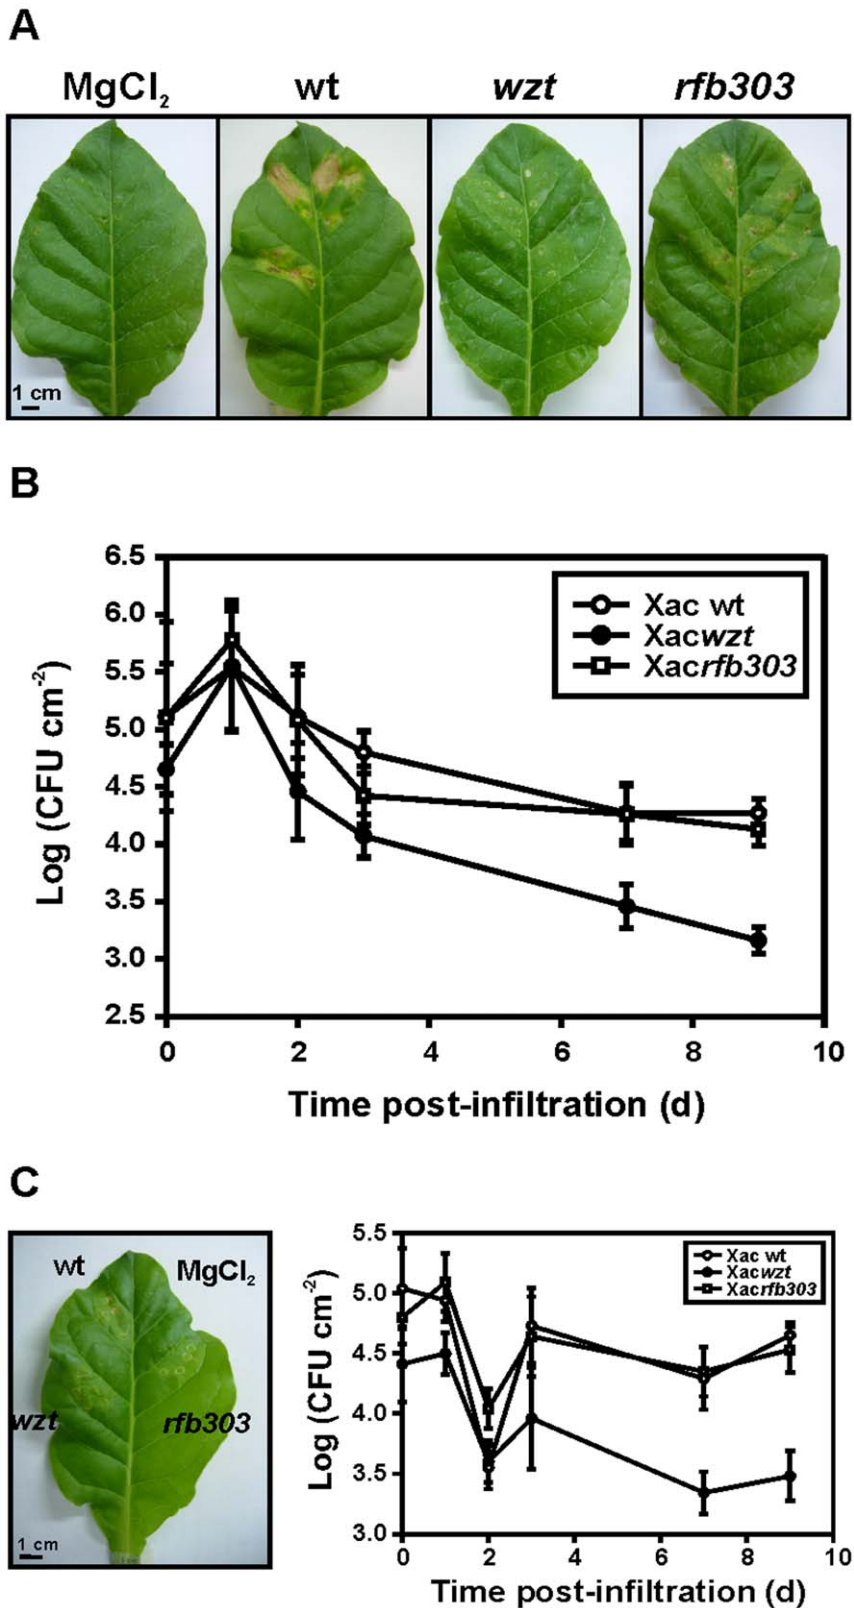 A
MgCl₂ wt wzt rfb303
1 cm
B
6.5
6.0
5.5
5.0
4.5
4.0
3.5
3.0
2.5
Log (CFU cm⁻²)
Xac wt
Xacwzt
Xacrfb303
0 2 4 6 8 10
Time post-infiltration (d)
C
wt
MgCl₂
wzt
rfb303
1 cm
5.5
5.0
4.5
4.0
3.5
3.0
Log (CFU cm⁻²)
Xac wt
Xacwzt
Xacrfb303
0 2 4 6 8 10
Time post-infiltration (d)